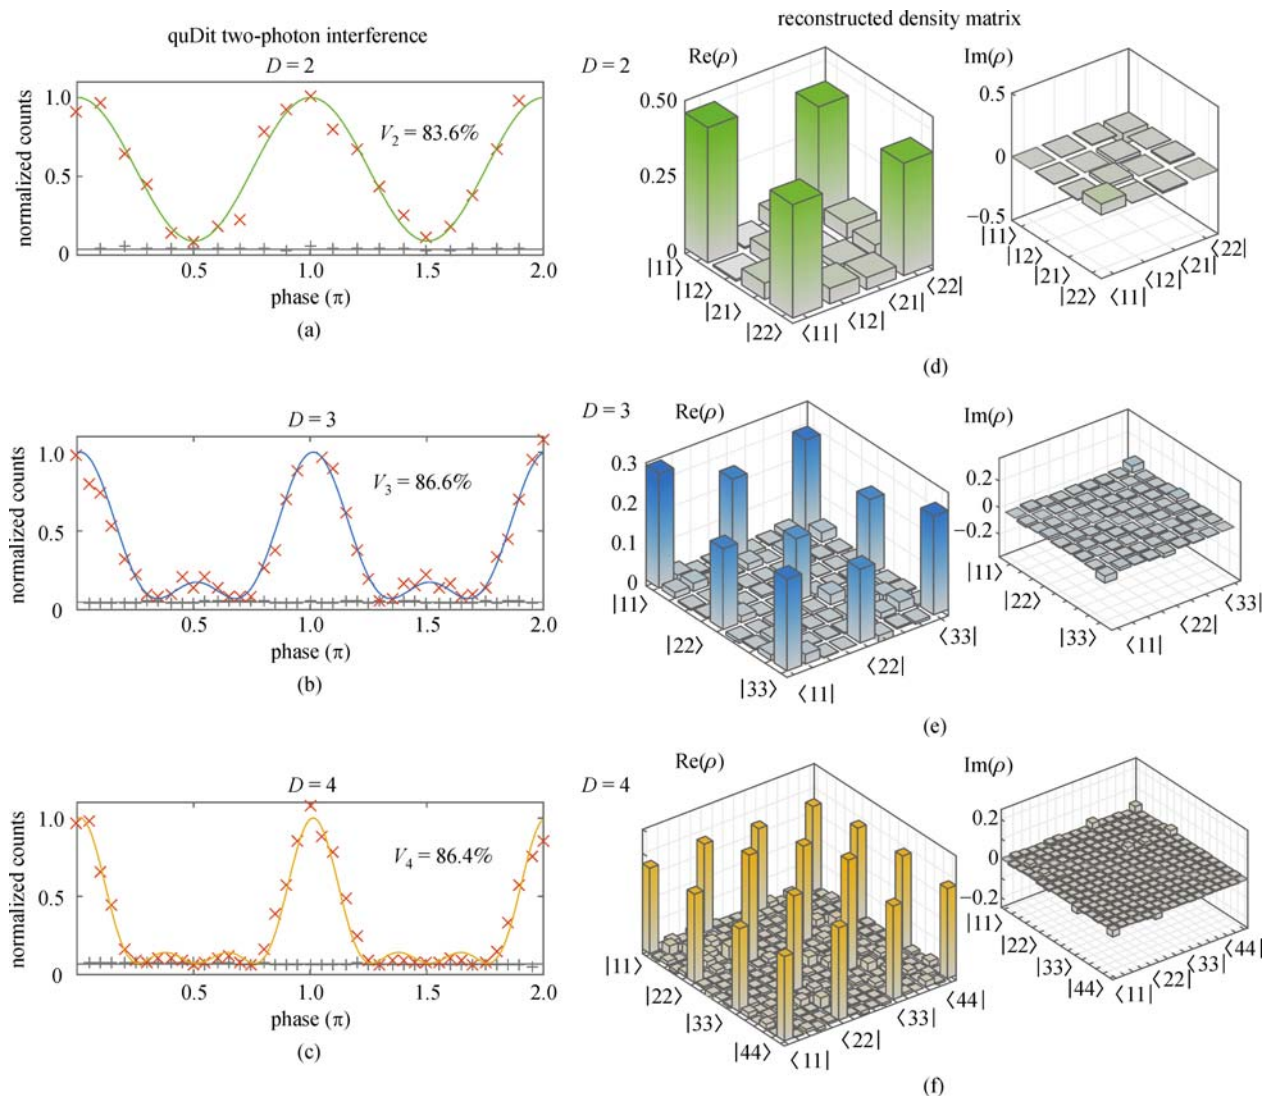 quDit two-photon interference
D = 2
normalized counts
1.0
0.5
0
V2 = 83.6%
0.5
1.0
1.5
2.0
phase (π)
(a)
D = 3
normalized counts
1.0
0.5
0
V3 = 86.6%
0.5
1.0
1.5
2.0
phase (π)
(b)
D = 4
normalized counts
1.0
0.5
0
V4 = 86.4%
0.5
1.0
1.5
2.0
phase (π)
(c)
reconstructed density matrix
D = 2
Re(ρ)
0.50
0.25
0
|11⟩
|12⟩
|21⟩
|22⟩
⟨11|
⟨12|
⟨21|
⟨22|
Im(ρ)
0.5
0
−0.5
|11⟩
|12⟩
|21⟩
|22⟩
⟨11|
⟨12|
⟨21|
⟨22|
(d)
D = 3
Re(ρ)
0.3
0.2
0.1
0
|11⟩
|22⟩
|33⟩
⟨11|
⟨22|
⟨33|
Im(ρ)
0.2
0
−0.2
|11⟩
|22⟩
|33⟩
⟨11|
⟨22|
⟨33|
(e)
D = 4
Re(ρ)
|11⟩
|22⟩
|33⟩
|44⟩
⟨11|
⟨22|
⟨33|
⟨44|
Im(ρ)
0.2
0
−0.2
|11⟩
|22⟩
|33⟩
|44⟩
⟨11|
⟨22|
⟨33|
⟨44|
(f)